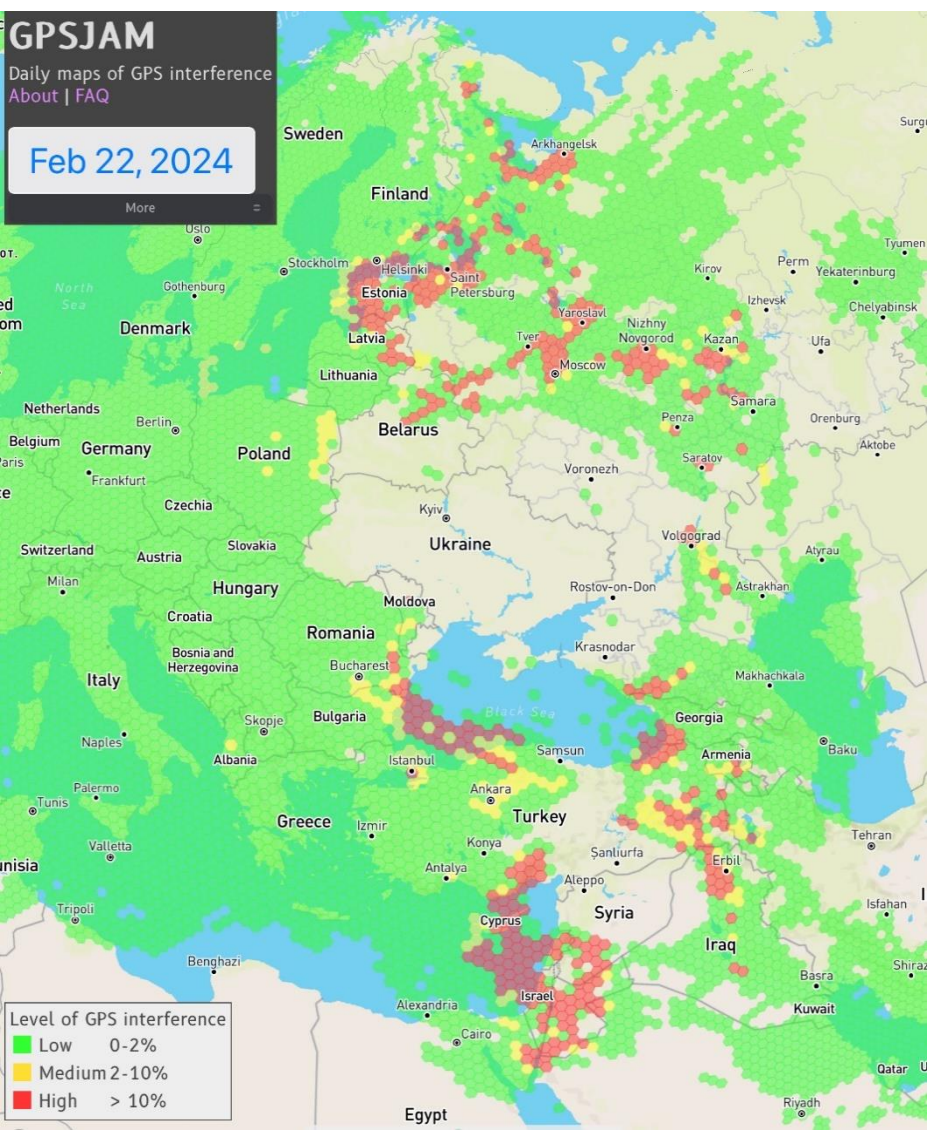 GPSJAM
Daily maps of GPS interference
About | FAQ
Feb 22, 2024
More
Sweden
Finland
Arkhangelsk
Surgu
Oslo
Stockholm
Helsinki
Saint
Petersburg
Estonia
Gothenburg
North
Sea
Denmark
Latvia
Lithuania
Kirov
Perm
Tyumen
Yekaterinburg
Izhevsk
Chelyabinsk
Yaroslavl
Tver
Nizhny
Novgorod
Kazan
Ufa
Moscow
Samara
Penza
Orenburg
Aktobe
Saratov
Netherlands
Berlin
Belgium
Germany
Poland
Belarus
Voronezh
Paris
Frankfurt
Czechia
Kyiv
Ukraine
Volgograd
Atyrau
Switzerland
Austria
Slovakia
Milan
Hungary
Moldova
Rostov-on-Don
Astrakhan
Croatia
Romania
Krasnodar
Bosnia and
Herzegovina
Bucharest
Makhachkala
Italy
Black Sea
Georgia
Skopje
Bulgaria
Naples
Albania
Istanbul
Samsun
Armenia
Baku
Palermo
Ankara
Tunis
Greece
Izmir
Turkey
Tehran
Valletta
Konya
Şanlıurfa
Erbil
unisia
Antalya
Aleppo
Isfahan
Tripoli
Cyprus
Syria
Iraq
Benghazi
Israel
Basra
Shiraz
Kuwait
Alexandria
Cairo
Qatar
Riyadh
Egypt
Level of GPS interference
Low 0-2%
Medium 2-10%
High > 10%